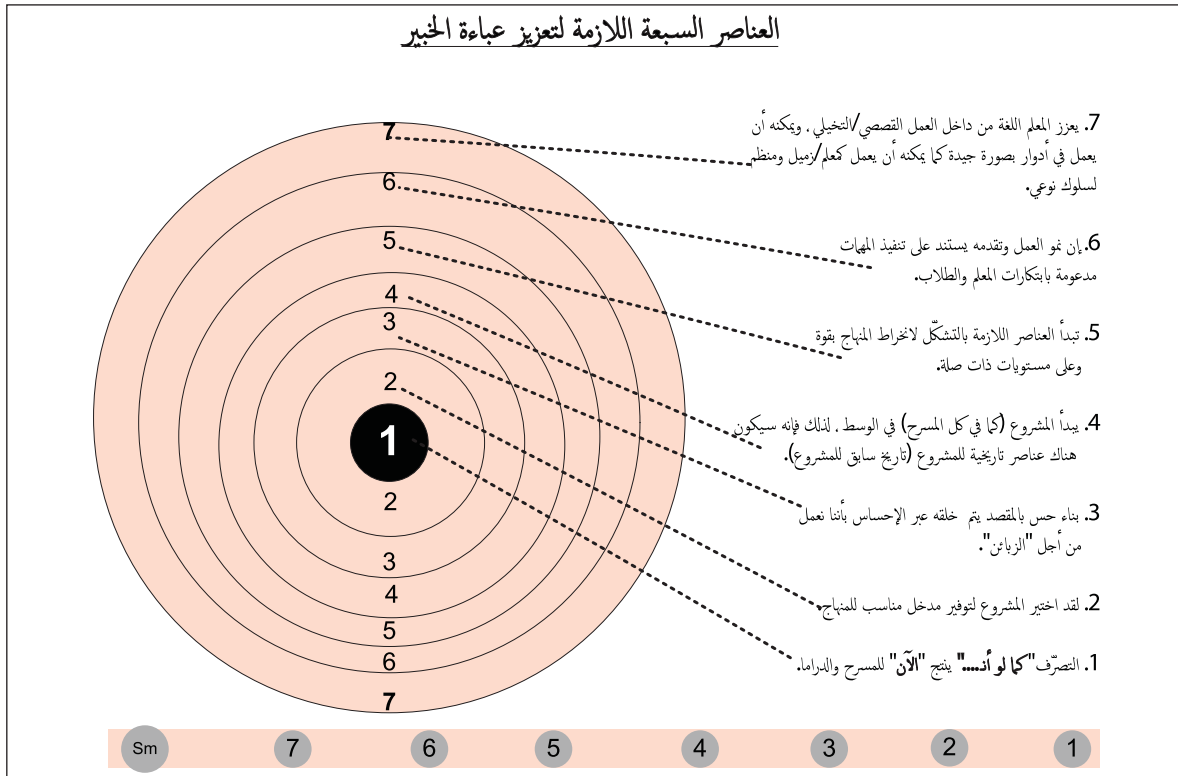 العناصر السبعة اللازمة لتعزيز عباءة الخبير
7. يعزز المعلم اللغة من داخل العمل القصصي/التخيلي، ويمكنه أن
يعمل في أدوار بصورة جيدة كما يمكنه أن يعمل كمعلم/زميل ومنظم
لسلوك نوعي.
6. إن نمو العمل وتقدمه يستند على تنفيذ المهمات
مدعومة بابتكارات المعلم والطلاب.
5. تبدأ العناصر اللازمة بالتشكّل لانخراط المنهاج بقوة
وعلى مستويات ذات صلة.
4. يبدأ المشروع (كما في كل المسرح) في الوسط، لذلك فإنه سيكون
هناك عناصر تاريخية للمشروع (تاريخ سابق للمشروع).
3. بناء حس بالمقصد يتم خلقه عبر الإحساس بأننا نعمل
من أجل "الزبائن".
2. لقد اختير المشروع لتوفير مدخل مناسب للمنهاج
1. التصرّف "كما لو أنـ...." ينتج "الآن" للمسرح والدراما.
7
6
5
4
3
2
1
2
3
4
5
6
7
Sm 7 6 5 4 3 2 1